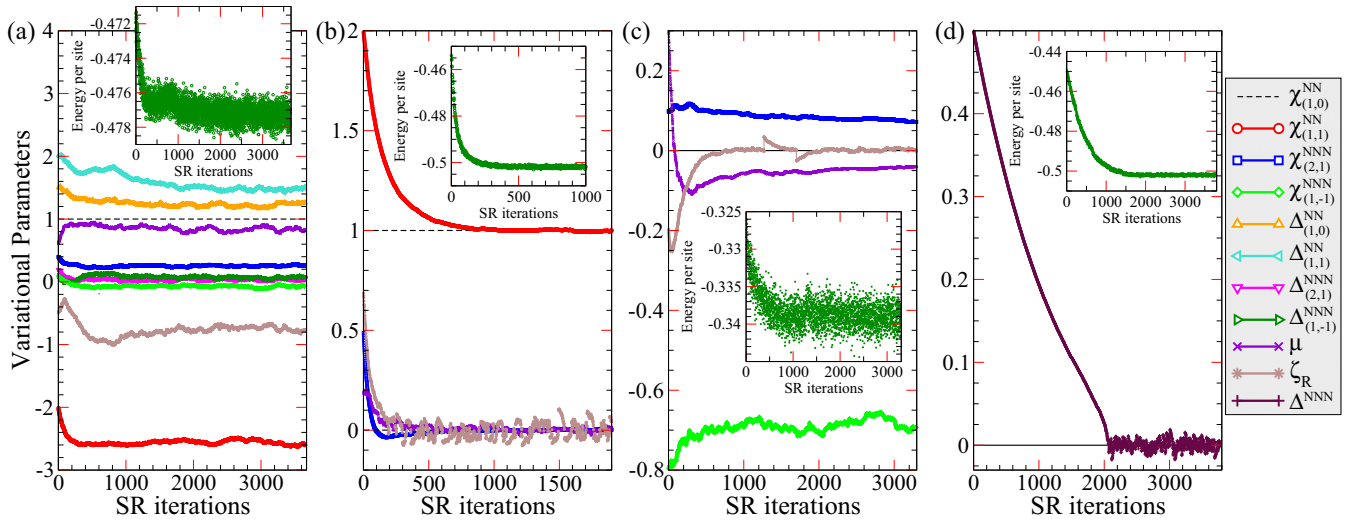 (a)
Variational Parameters
4
3
2
1
0
-1
-2
-3
0
1000
2000
3000
SR iterations
Energy per site
-0.472
-0.474
-0.476
-0.478
0
1000
2000
3000
SR iterations
(b)
2
1.5
1
0.5
0
0
500
1000
1500
SR iterations
Energy per site
-0.46
-0.48
-0.5
0
500
1000
SR iterations
(c)
0.3
0.2
0.1
0
-0.2
-0.6
-0.8
0
1000
2000
3000
SR iterations
Energy per site
-0.325
-0.33
-0.335
-0.34
0
1000
2000
3000
SR iterations
(d)
0.4
0.3
0.2
0.1
0
0
1000
2000
3000
SR iterations
Energy per site
-0.44
-0.46
-0.48
-0.5
0
1000
2000
3000
SR iterations
χ^NN_(1,0)
χ^NN_(1,1)
χ^NNN_(2,1)
χ^NNN_(1,-1)
Δ^NN_(1,0)
Δ^NN_(1,1)
Δ^NNN_(2,1)
Δ^NNN_(1,-1)
μ
ζ_R
Δ^NNN